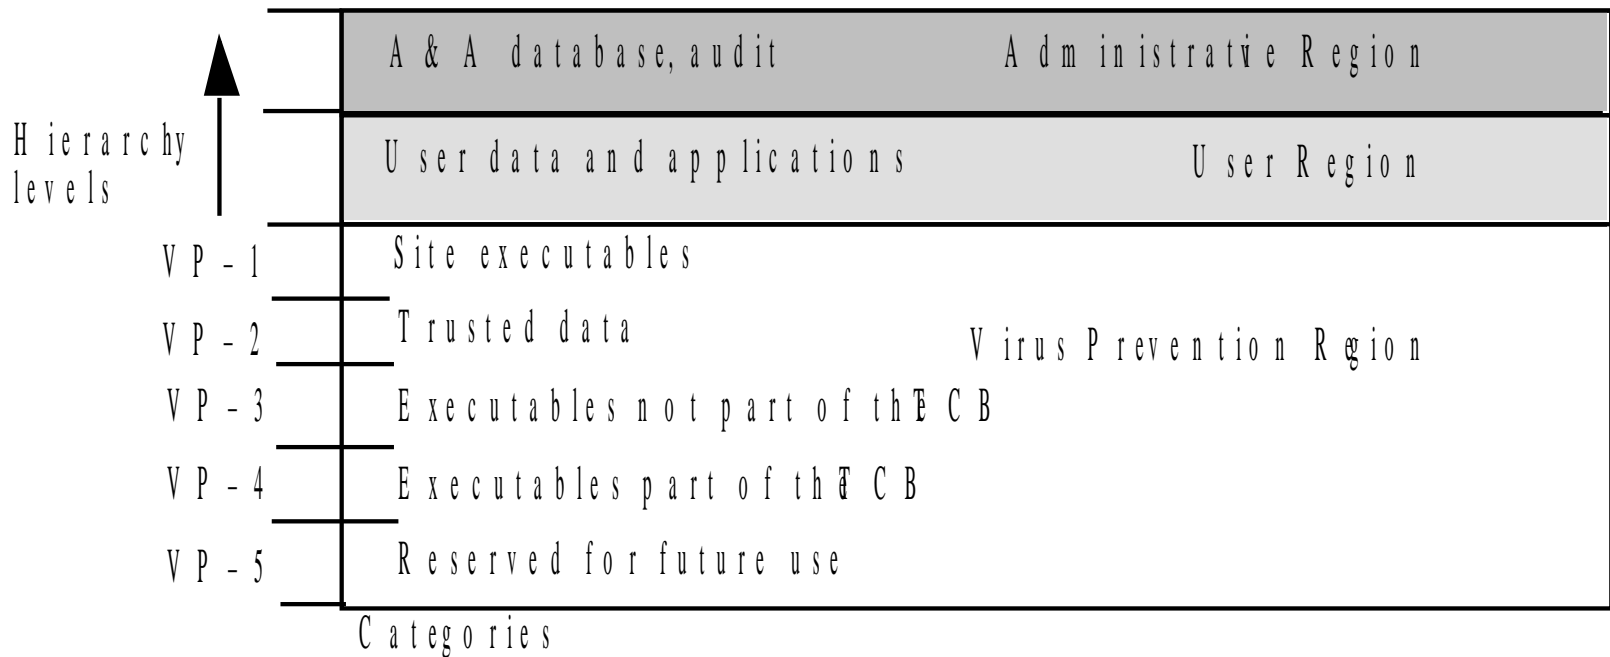 A & A database, audit Administrative Region
Hierarchy
levels
User data and applications User Region
VP-1 Site executables
VP-2 Trusted data
Virus Prevention Region
VP-3 Executables not part of the TCB
VP-4 Executables part of the TCB
VP-5 Reserved for future use
Categories